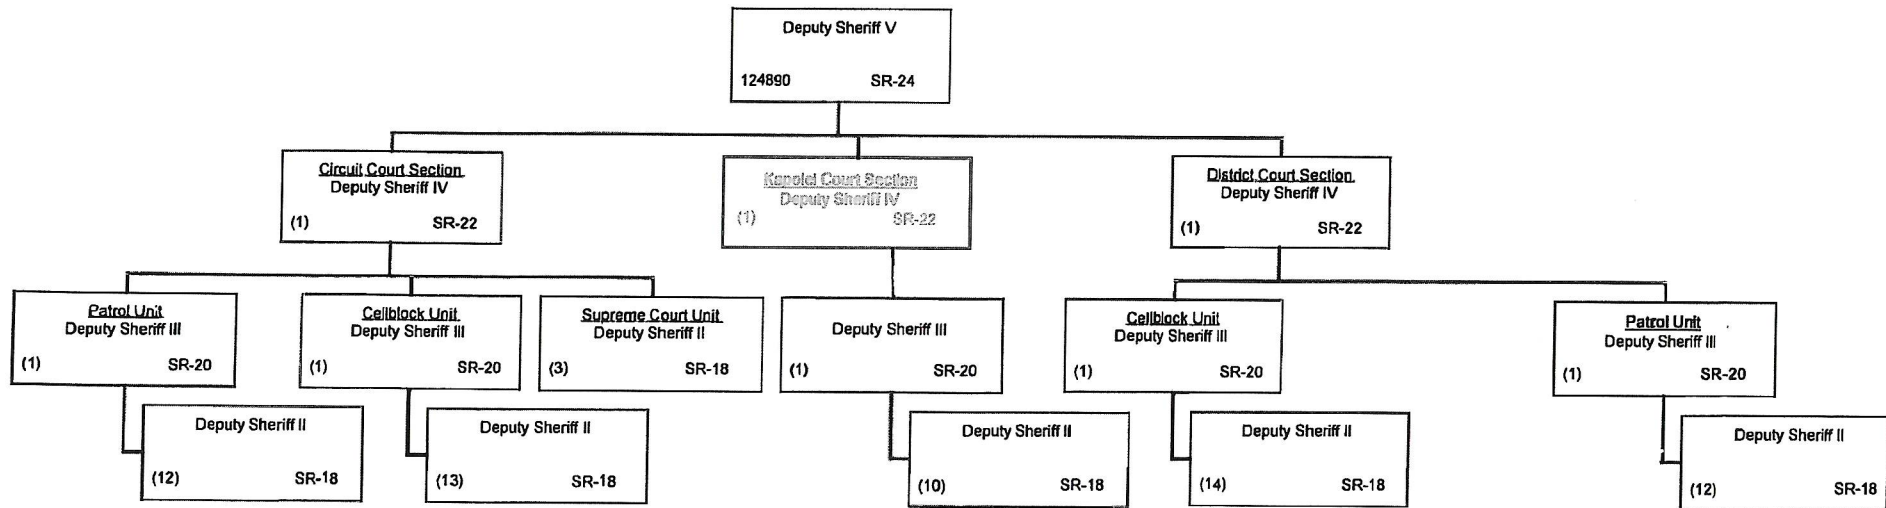 Deputy Sheriff V
124890 SR-24
Circuit Court Section
Deputy Sheriff IV
(1) SR-22
Kapolei Court Section
Deputy Sheriff IV
(1) SR-22
District Court Section
Deputy Sheriff IV
(1) SR-22
Patrol Unit
Deputy Sheriff III
(1) SR-20
Cellblock Unit
Deputy Sheriff III
(1) SR-20
Supreme Court Unit
Deputy Sheriff II
(3) SR-18
Deputy Sheriff III
(1) SR-20
Cellblock Unit
Deputy Sheriff III
(1) SR-20
Patrol Unit
Deputy Sheriff III
(1) SR-20
Deputy Sheriff II
(12) SR-18
Deputy Sheriff II
(13) SR-18
Deputy Sheriff II
(10) SR-18
Deputy Sheriff II
(14) SR-18
Deputy Sheriff II
(12) SR-18